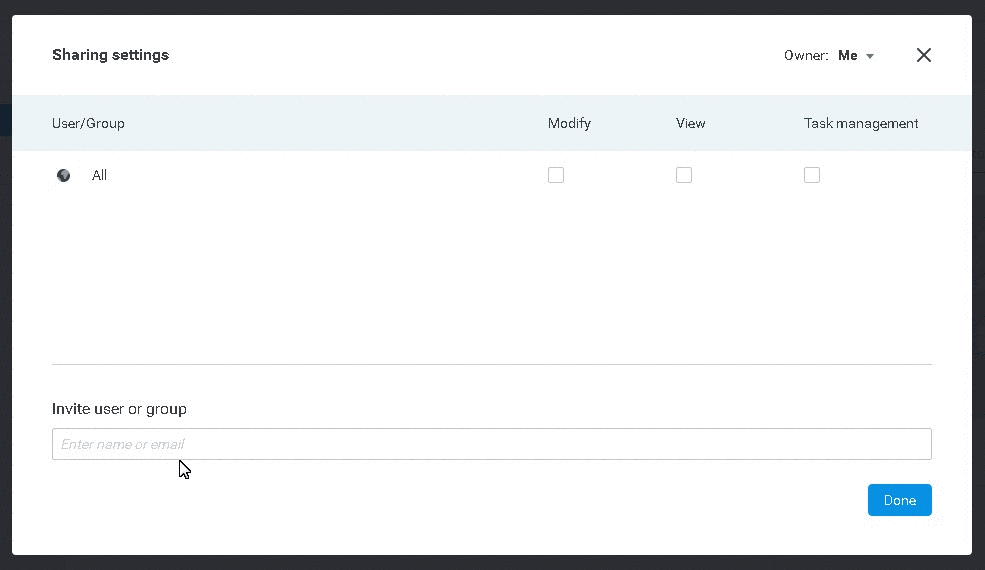 Sharing settings
Owner: Me
User/Group Modify View Task management
All
Invite user or group
Enter name or email
Done